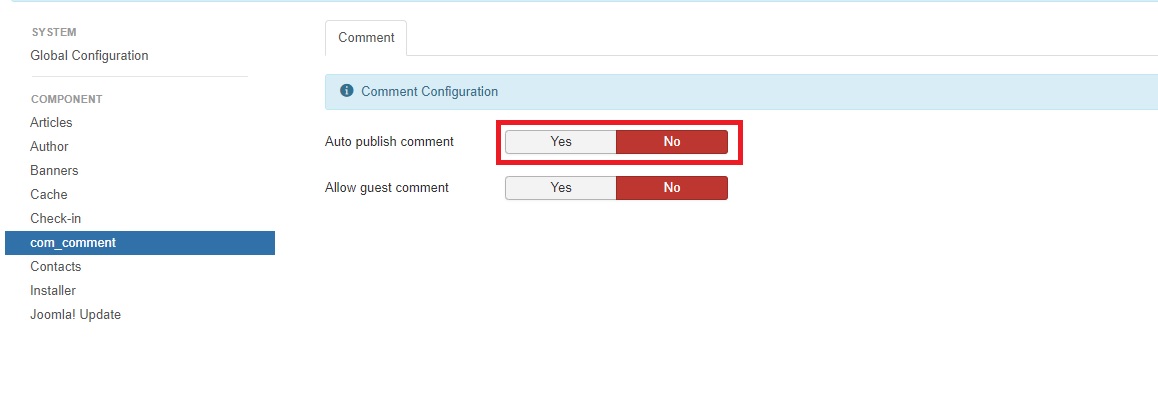 SYSTEM
Global Configuration
COMPONENT
Articles
Author
Banners
Cache
Check-in
com_comment
Contacts
Installer
Joomla! Update
Comment
Comment Configuration
Auto publish comment Yes No
Allow guest comment Yes No